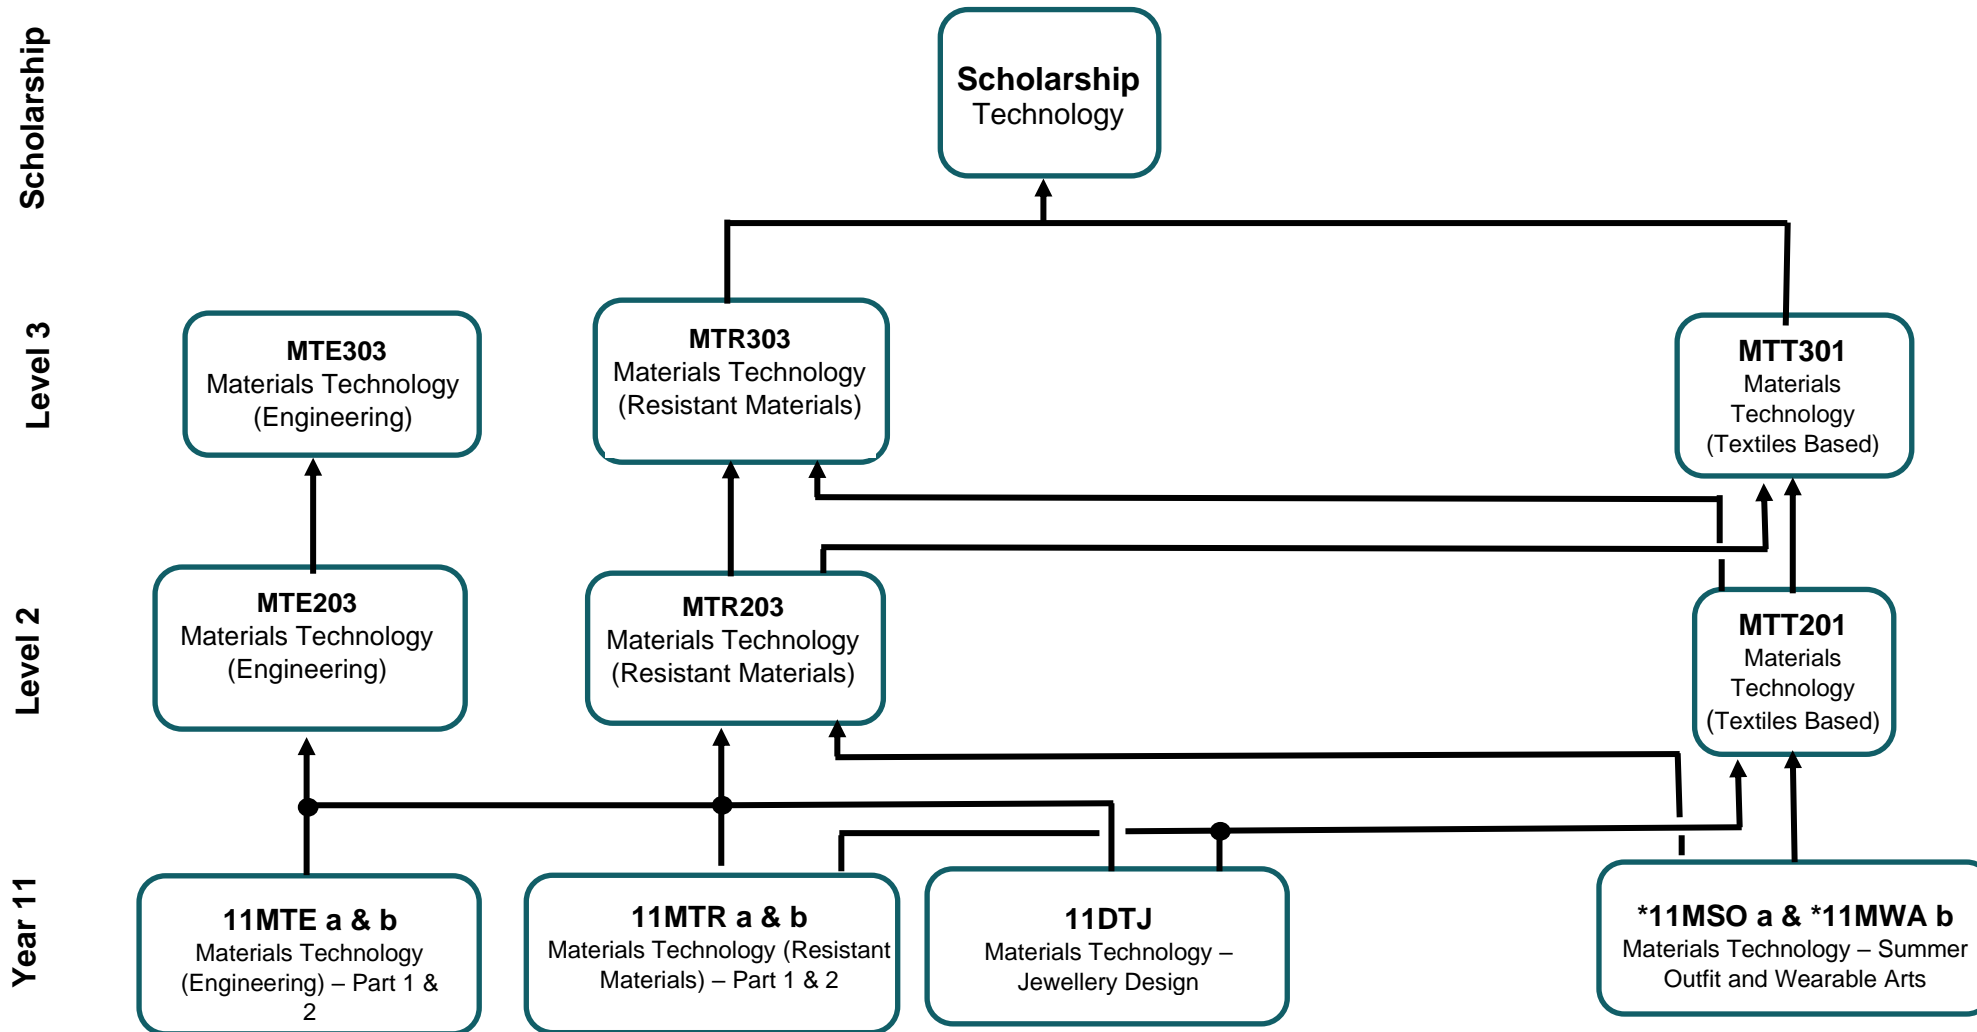 Scholarship
Scholarship
Technology
Level 3
MTE303
Materials Technology
(Engineering)
MTR303
Materials Technology
(Resistant Materials)
MTT301
Materials
Technology
(Textiles Based)
Level 2
MTE203
Materials Technology
(Engineering)
MTR203
Materials Technology
(Resistant Materials)
MTT201
Materials
Technology
(Textiles Based)
Year 11
11MTE a & b
Materials Technology
(Engineering) – Part 1 &
2
11MTR a & b
Materials Technology (Resistant
Materials) – Part 1 & 2
11DTJ
Materials Technology –
Jewellery Design
*11MSO a & *11MWA b
Materials Technology – Summer
Outfit and Wearable Arts